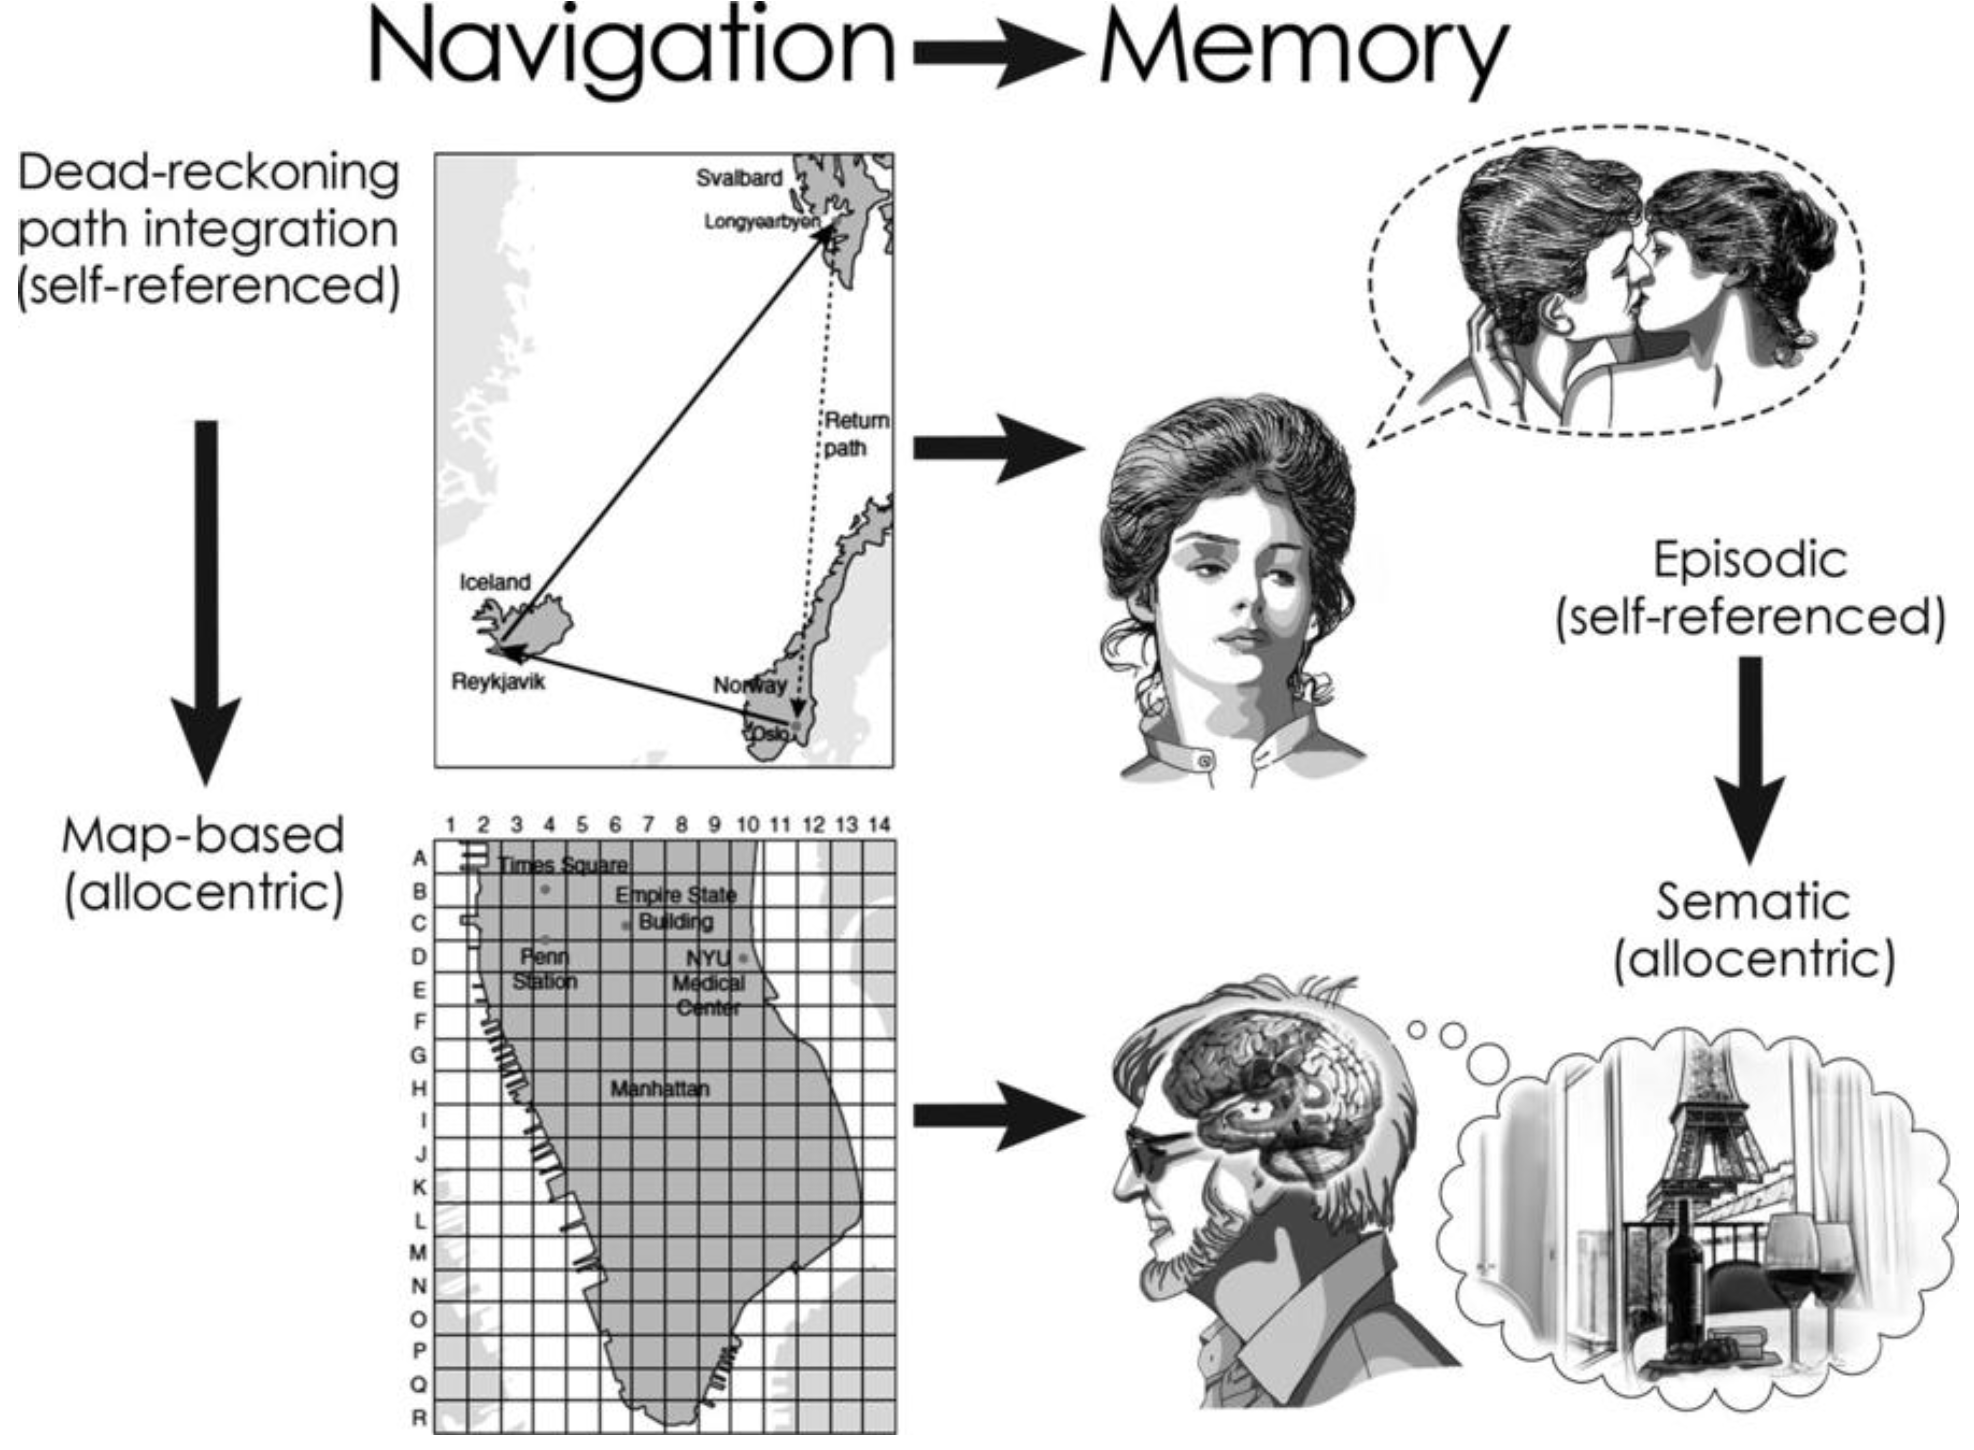 Navigation Memory
Dead-reckoning
path integration
(self-referenced)
Svalbard
Longyearbyen
Return
path
Iceland
Reykjavik
Norway
Oslo
Episodic
(self-referenced)
Map-based
(allocentric)
1 2 3 4 5 6 7 8 9 10 11 12 13 14
A
B
C
D
E
F
G
H
I
J
K
L
M
N
O
P
Q
R
Times Square
Empire State
Building
Penn
Station
NYU
Medical
Center
Manhattan
Sematic
(allocentric)